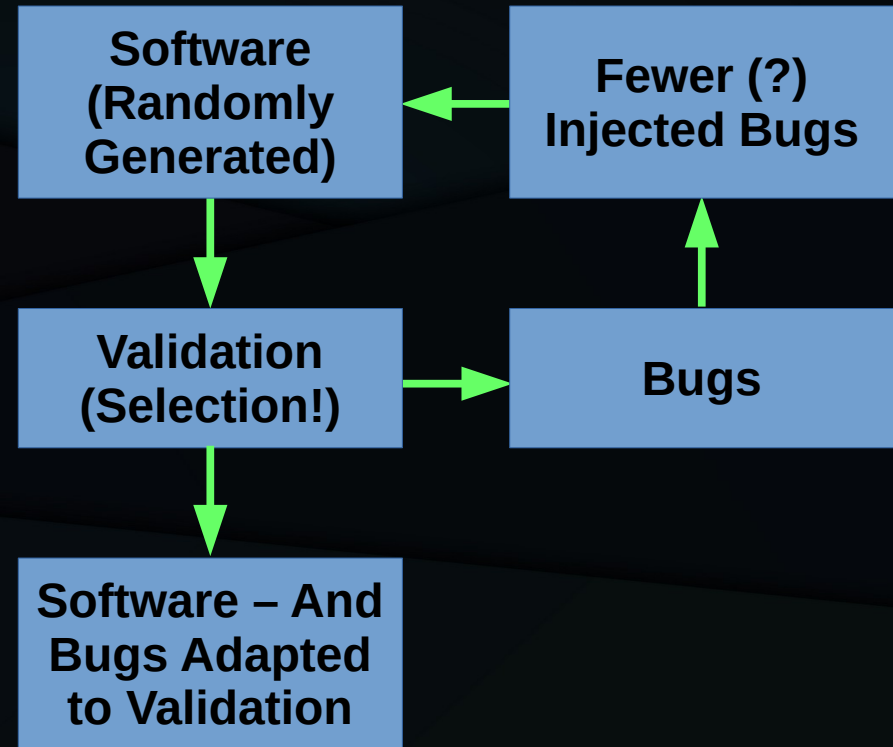 Software
(Randomly
Generated)
Fewer (?)
Injected Bugs
Validation
(Selection!)
Bugs
Software – And
Bugs Adapted
to Validation